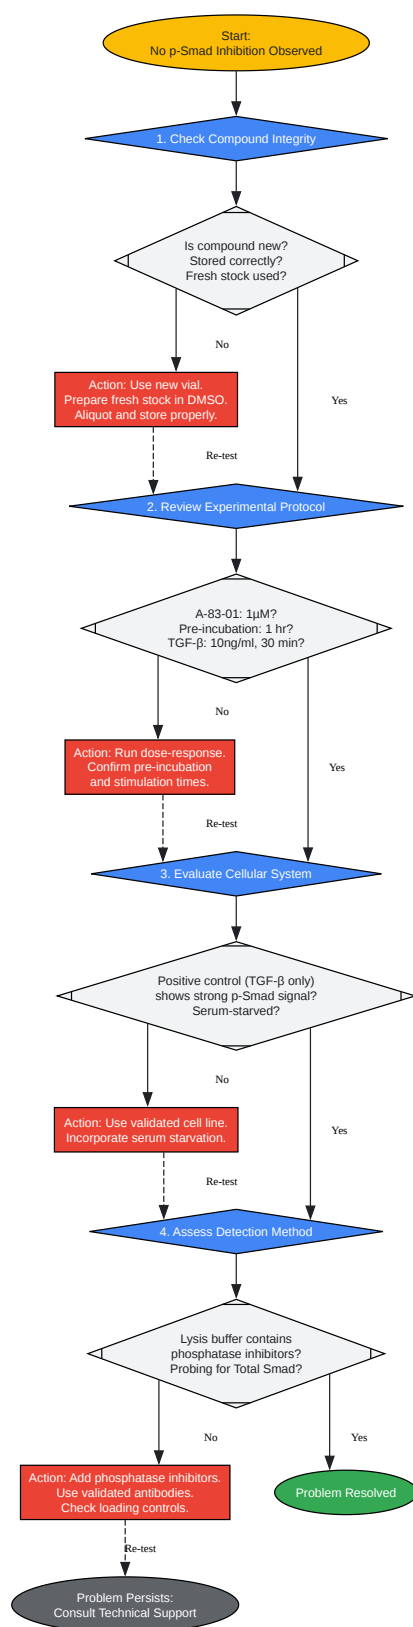 Start:
No p-Smad Inhibition Observed
1. Check Compound Integrity
Is compound new?
Stored correctly?
Fresh stock used?
No
Action: Use new vial.
Prepare fresh stock in DMSO.
Aliquot and store properly.
Yes
Re-test
2. Review Experimental Protocol
A-83-01: 1μM?
Pre-incubation: 1 hr?
TGF-β: 10ng/ml, 30 min?
No
Action: Run dose-response.
Confirm pre-incubation
and stimulation times.
Yes
Re-test
3. Evaluate Cellular System
Positive control (TGF-β only)
shows strong p-Smad signal?
Serum-starved?
No
Action: Use validated cell line.
Incorporate serum starvation.
Yes
Re-test
4. Assess Detection Method
Lysis buffer contains
phosphatase inhibitors?
Probing for Total Smad?
No
Yes
Action: Add phosphatase inhibitors.
Use validated antibodies.
Check loading controls.
Problem Resolved
Re-test
Problem Persists:
Consult Technical Support